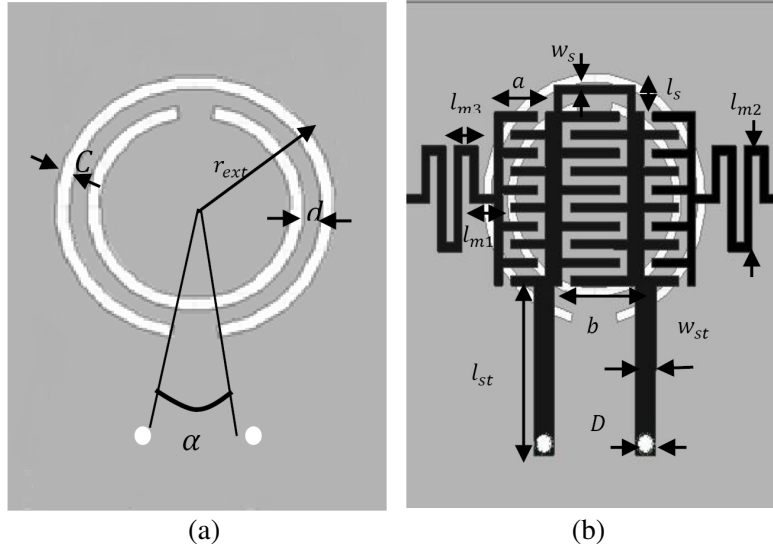 C
r_ext
d
α
(a)
w_s
a
l_s
l_m3
l_m2
l_m1
b
w_st
l_st
D
(b)